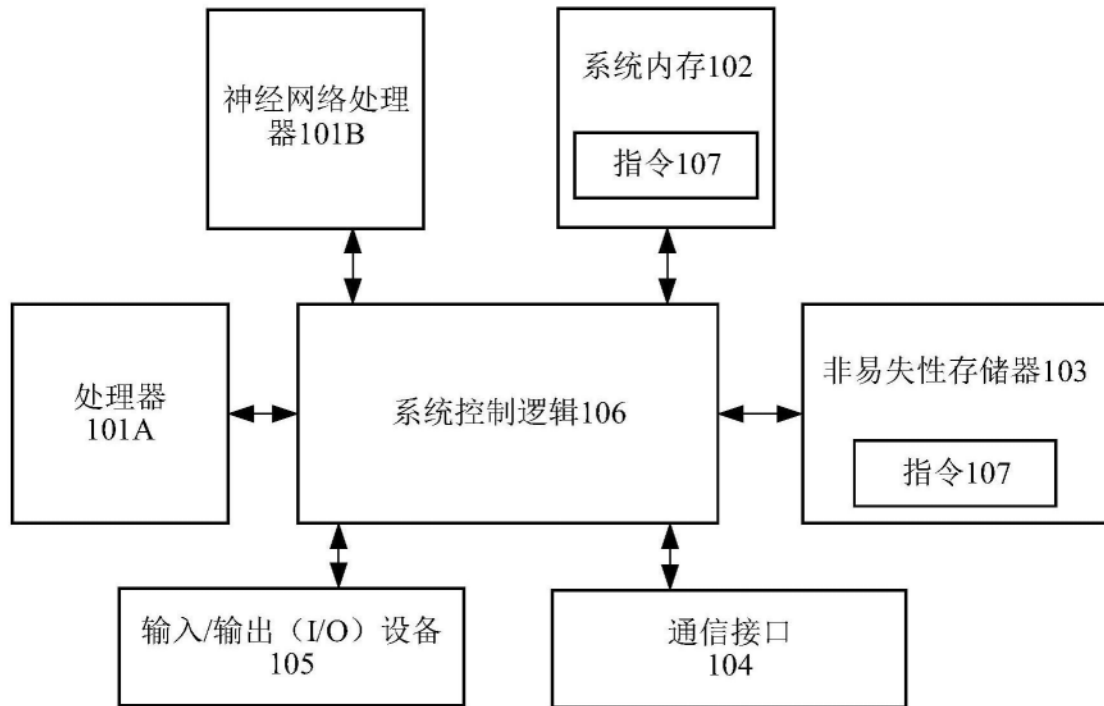 神经网络处理
器101B
系统内存102
指令107
处理器
101A
系统控制逻辑106
非易失性存储器103
指令107
输入/输出（I/O）设备
105
通信接口
104